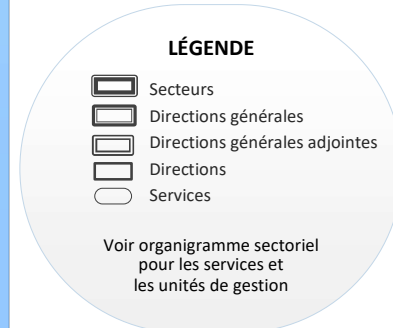 LÉGENDE
Secteurs
Directions générales
Directions générales adjointes
Directions
Services
Voir organigramme sectoriel
pour les services et
les unités de gestion